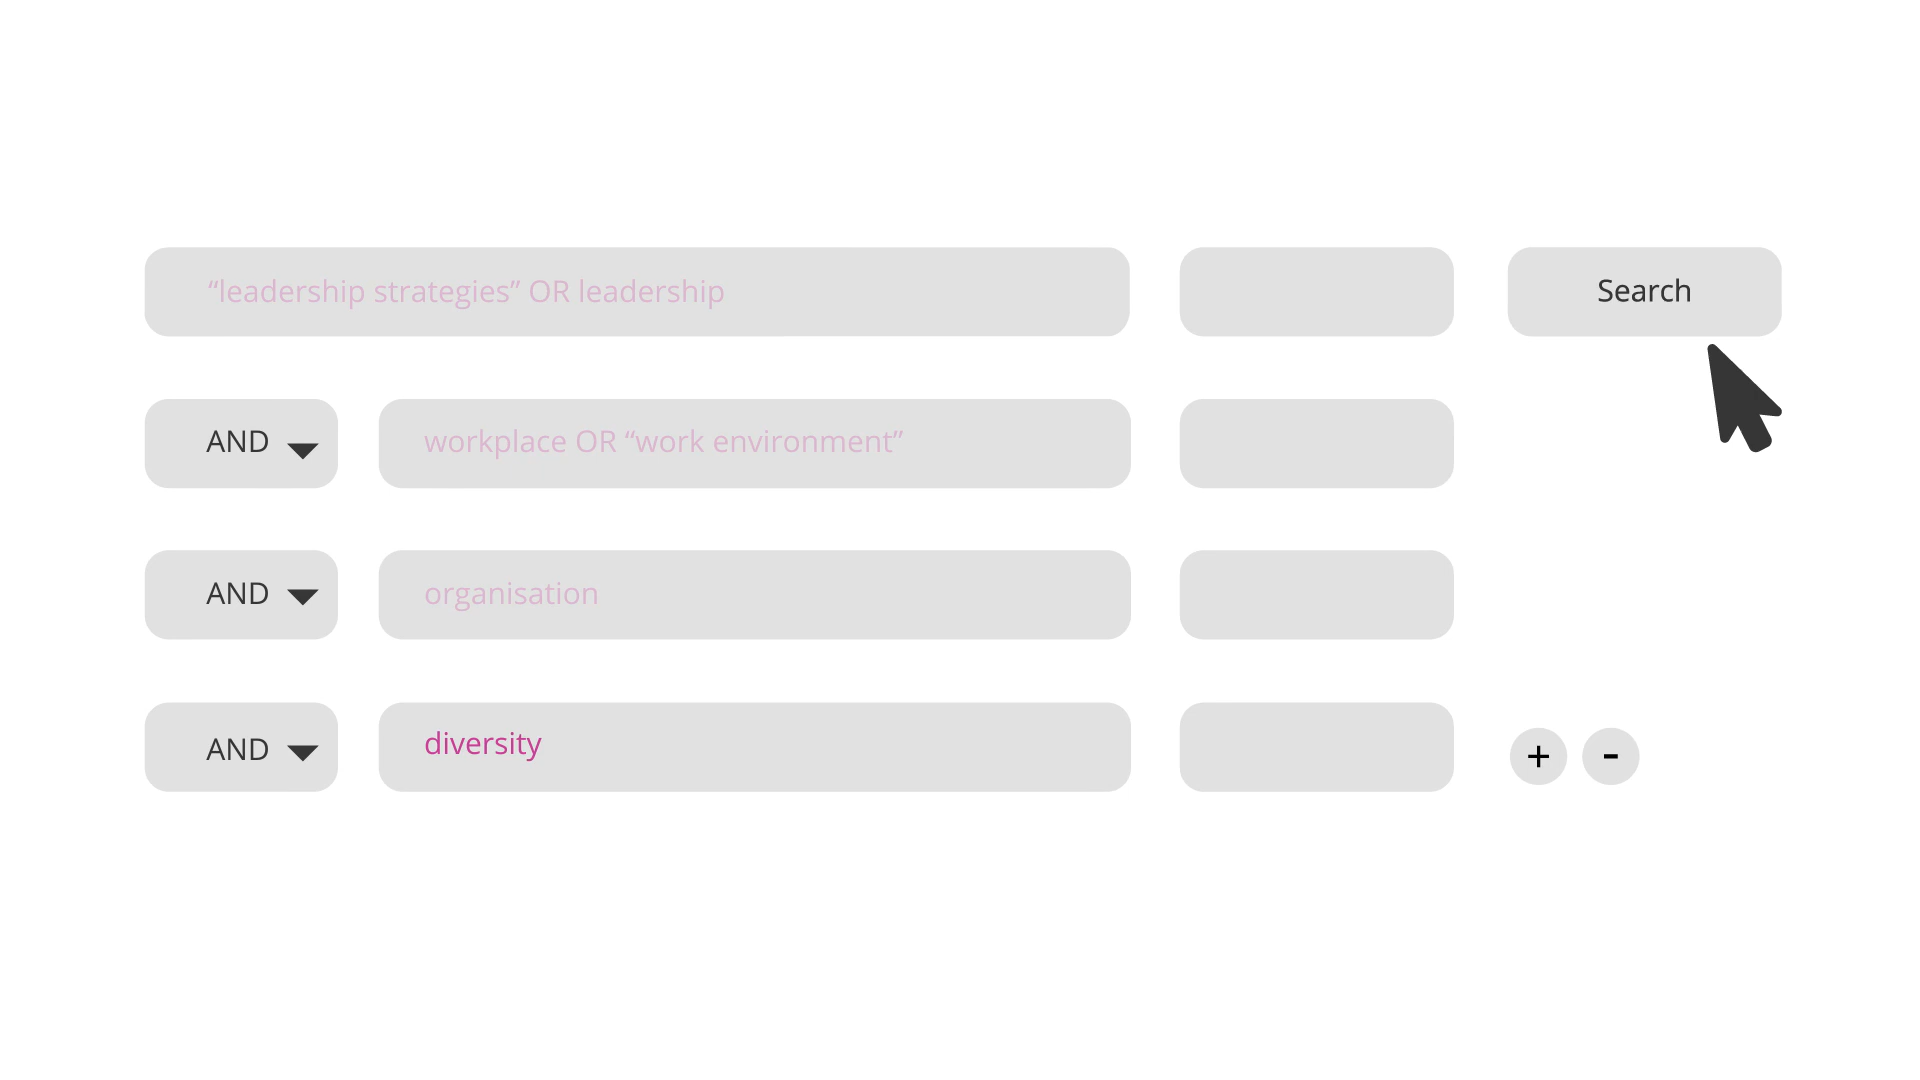 “leadership strategies” OR leadership
Search
AND
workplace OR “work environment”
AND
organisation
AND
diversity
+ -